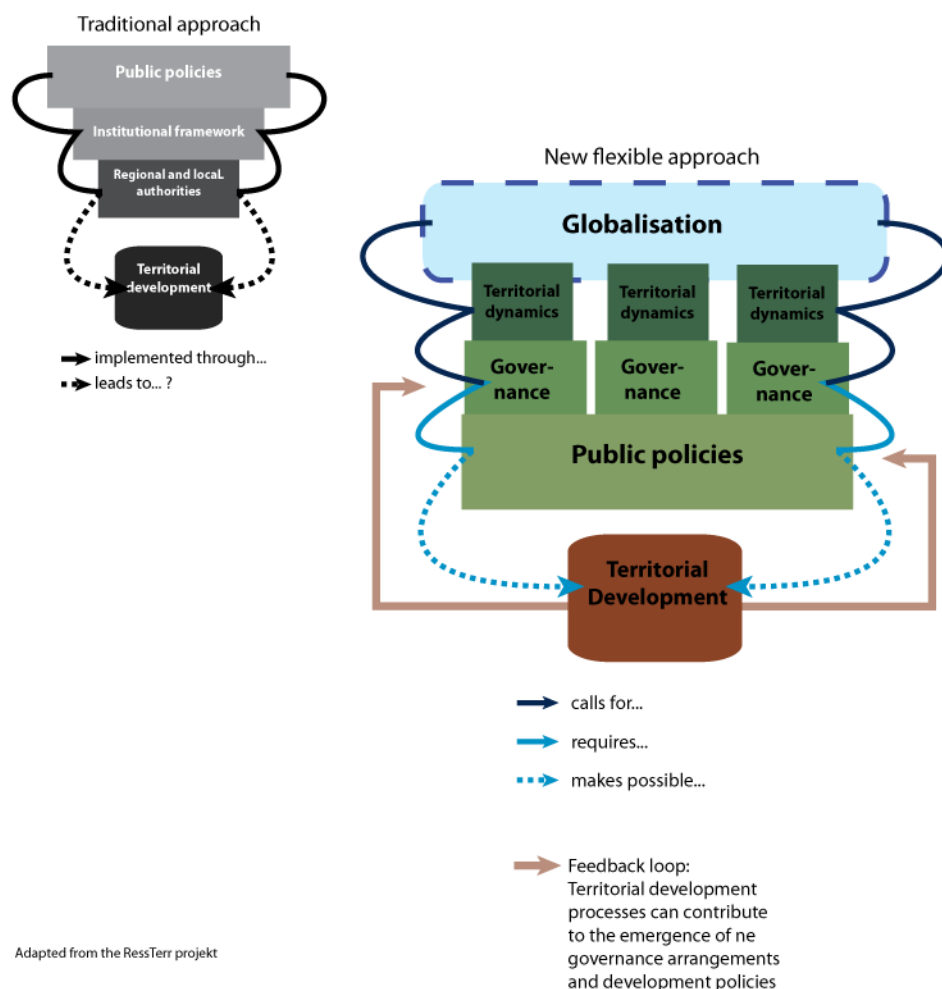 Traditional approach
Public policies
Institutional framework
Regional and locaL
authorities
Territorial
development
implemented through...
leads to... ?
New flexible approach
Globalisation
Territorial
dynamics
Territorial
dynamics
Territorial
dynamics
Gover-
nance
Gover-
nance
Gover-
nance
Public policies
Territorial
Development
calls for...
requires...
makes possible...
Feedback loop:
Territorial development
processes can contribute
to the emergence of ne
governance arrangements
and development policies
Adapted from the RessTerr projekt